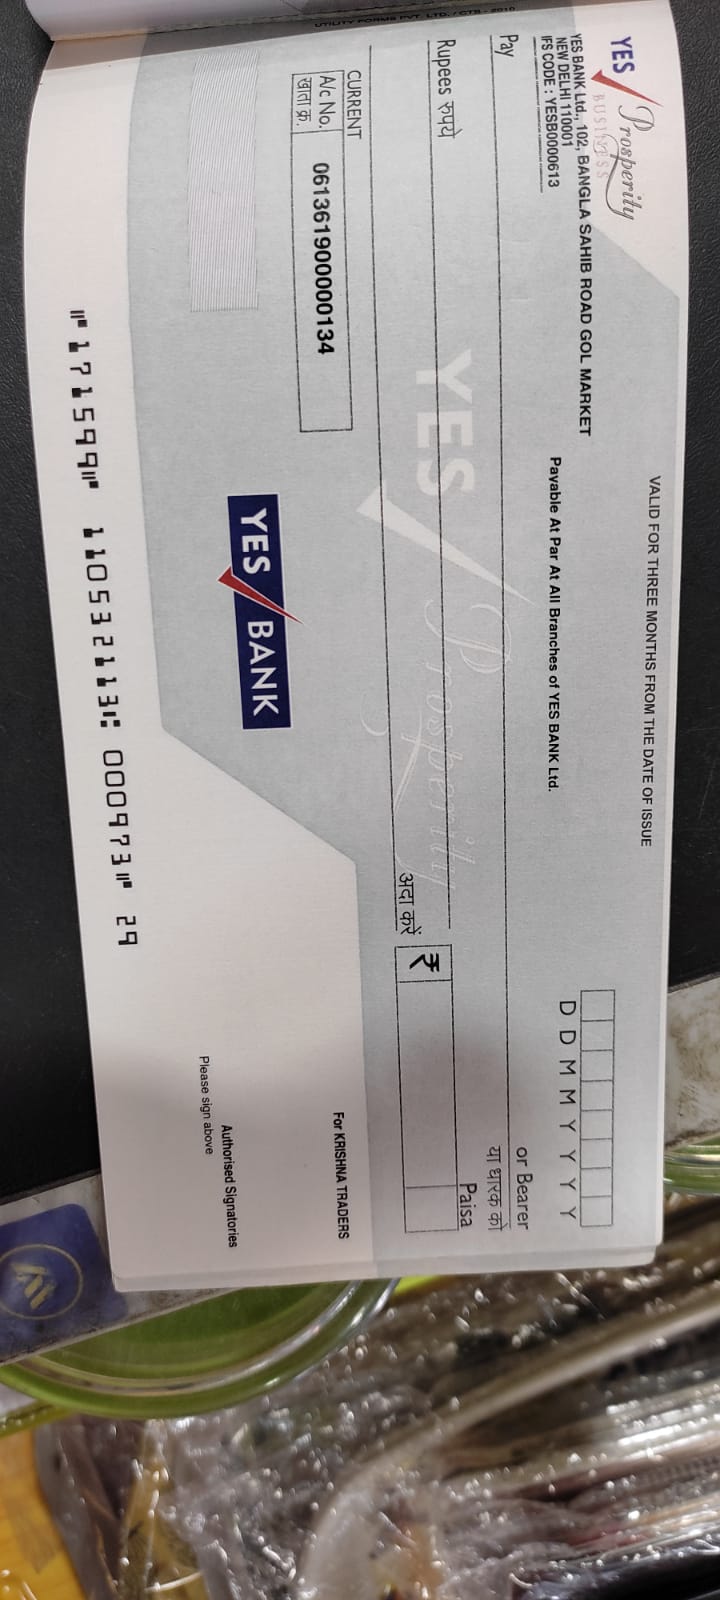 UTILITY FORMS PVT. LTD. / CTS - 2010
YES Prosperity
BUSINESS
YES BANK Ltd., 102, BANGLA SAHIB ROAD GOL MARKET
NEW DELHI 110001
IFS CODE : YESB0000613
VALID FOR THREE MONTHS FROM THE DATE OF ISSUE
Payable At Par At All Branches of YES BANK Ltd.
D D M M Y Y Y Y
Pay
or Bearer
या धारक को
Rupees रुपये
Paisa
अदा करें
₹
YES Prosperity
CURRENT
A/c No.
खाता क्र.
061361900000134
YES BANK
For KRISHNA TRADERS
Authorised Signatories
Please sign above
⑈171599⑈ 110532113⑆ 000973⑈ 29